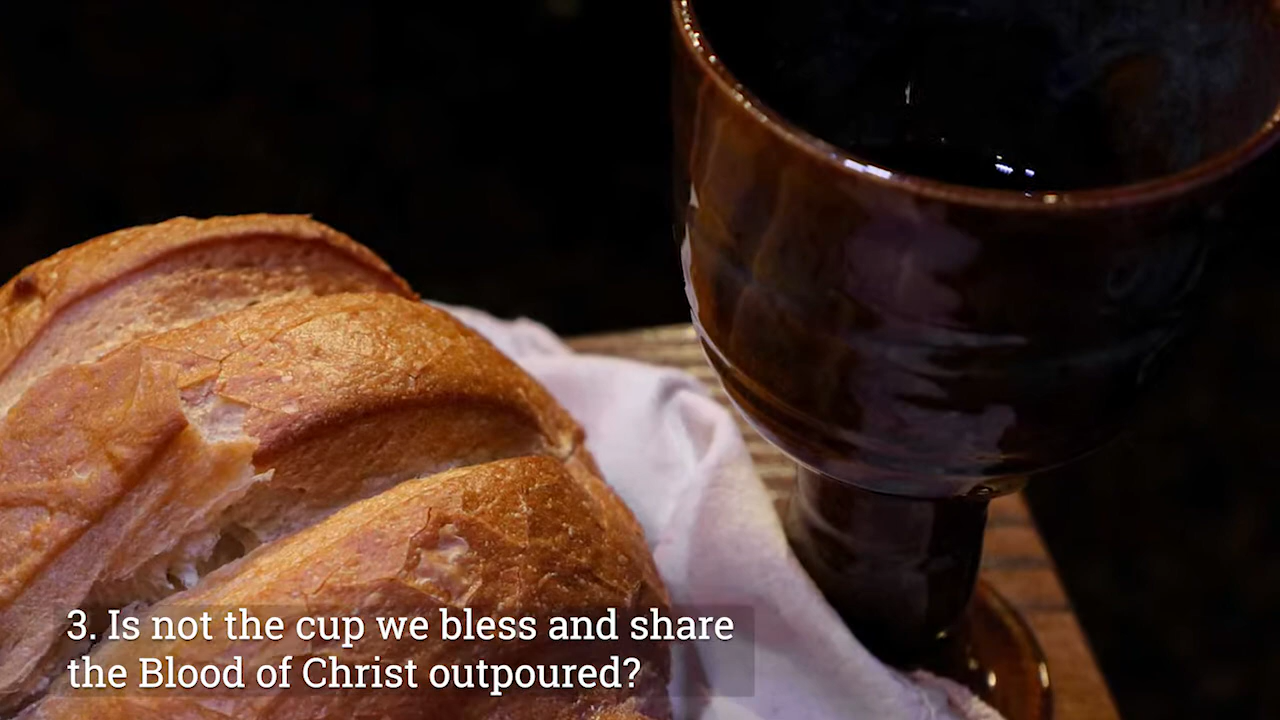 3. Is not the cup we bless and share
the Blood of Christ outpoured?